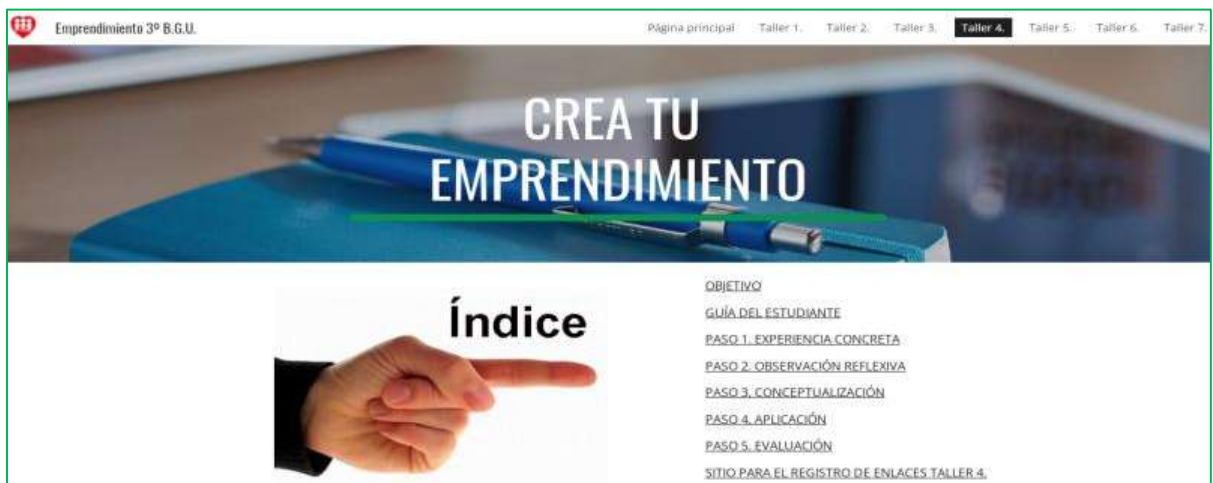 Emprendimiento 3º B.G.U.
Página principal Taller 1. Taller 2. Taller 3. Taller 4. Taller 5. Taller 6. Taller 7.
CREA TU
EMPRENDIMIENTO
Índice
OBJETIVO
GUÍA DEL ESTUDIANTE
PASO 1. EXPERIENCIA CONCRETA
PASO 2. OBSERVACIÓN REFLEXIVA
PASO 3. CONCEPTUALIZACIÓN
PASO 4. APLICACIÓN
PASO 5. EVALUACIÓN
SITIO PARA EL REGISTRO DE ENLACES TALLER 4.